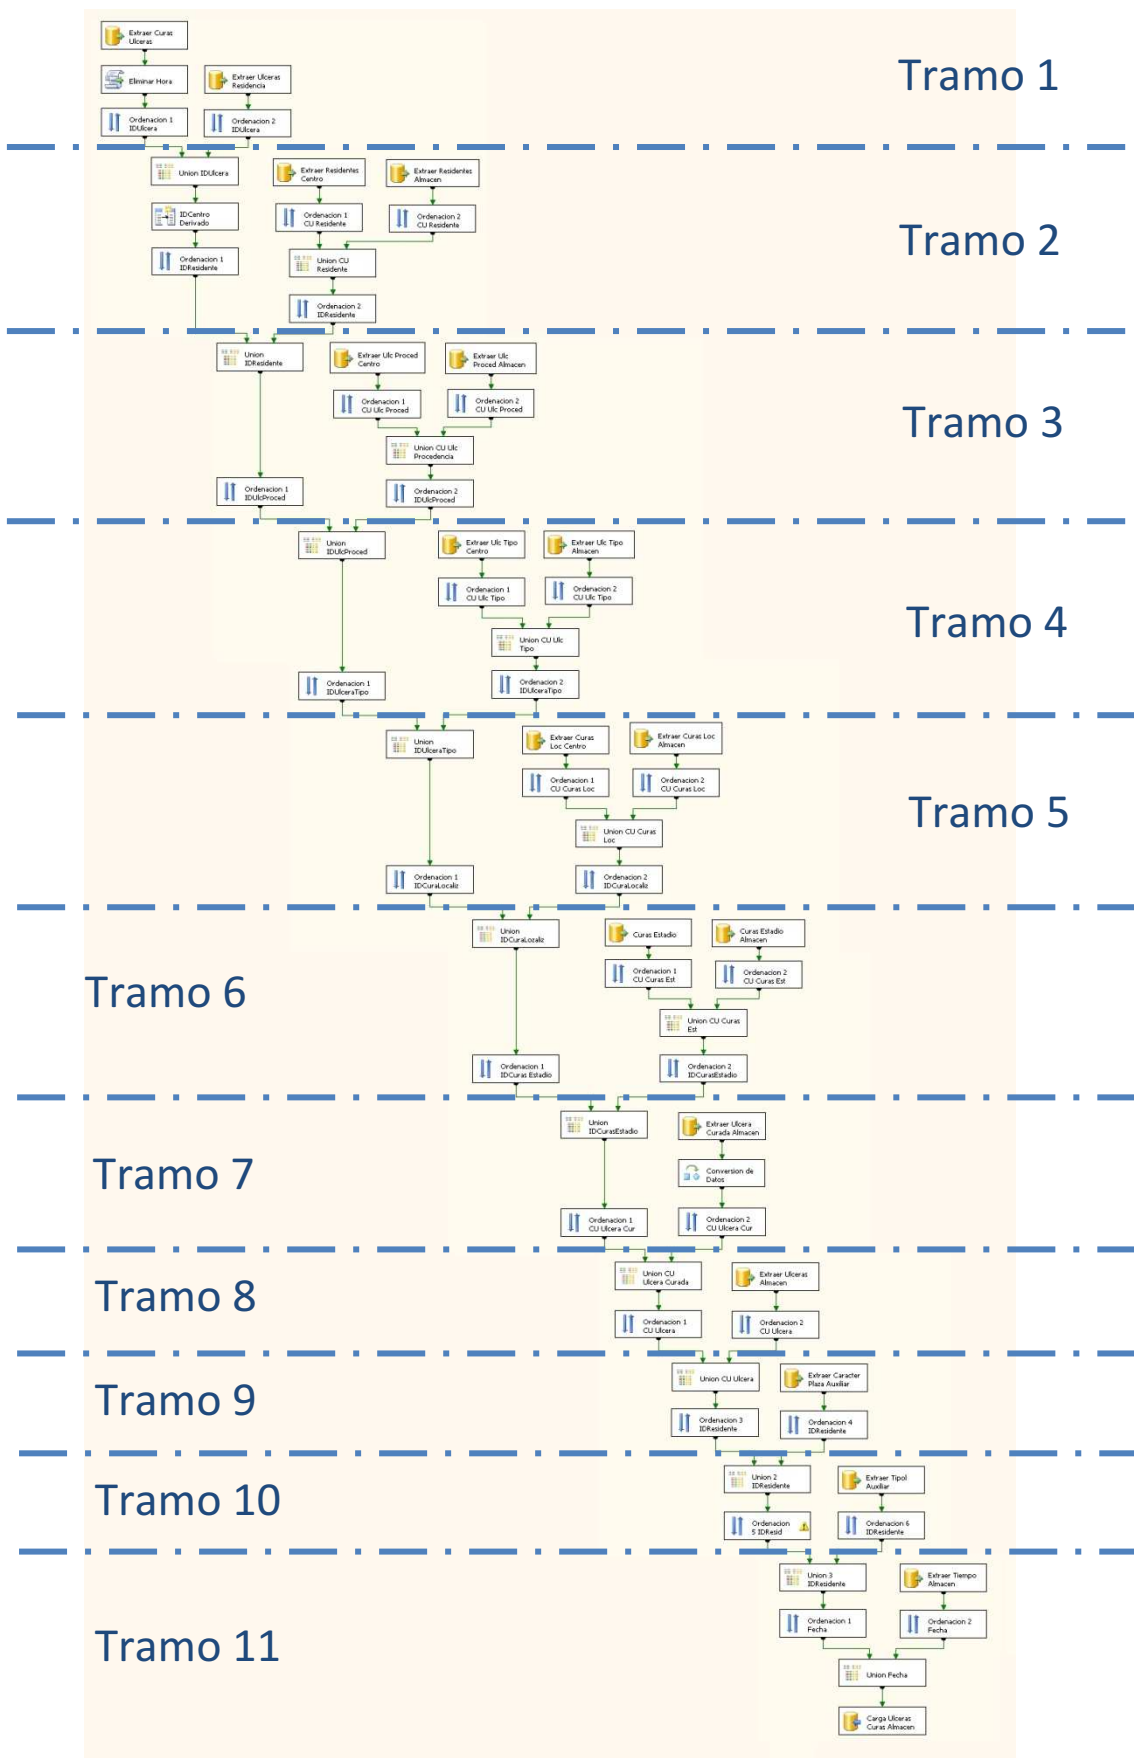 Extraer Curas
Ulceras
Eliminar Hora
Extraer Ulceras
Residencia
Tramo 1
Ordenacion 1
IDUlcera
Ordenacion 2
IDUlcera
Union IDUlcera
Extraer Residentes
Centro
Extraer Residentes
Almacen
IDCentro
Derivado
Ordenacion 1
CU Residente
Ordenacion 2
CU Residente
Tramo 2
Ordenacion 1
IDResidente
Union CU
Residente
Ordenacion 2
IDResidente
Union
IDResidente
Extraer Ulc Proced
Centro
Extraer Ulc
Proced Almacen
Ordenacion 1
CU Ulc Proced
Ordenacion 2
CU Ulc Proced
Tramo 3
Union CU Ulc
Procedencia
Ordenacion 1
IDUlcProced
Ordenacion 2
IDUlcProced
Union
IDUlcProced
Extraer Ulc Tipo
Centro
Extraer Ulc Tipo
Almacen
Ordenacion 1
CU Ulc Tipo
Ordenacion 2
CU Ulc Tipo
Tramo 4
Union CU Ulc
Tipo
Ordenacion 1
IDUlceraTipo
Ordenacion 2
IDUlceraTipo
Union
IDUlceraTipo
Extraer Curas
Loc Centro
Extraer Curas Loc
Almacen
Ordenacion 1
CU Curas Loc
Ordenacion 2
CU Curas Loc
Tramo 5
Union CU Curas
Loc
Ordenacion 1
IDCuraLocaliz
Ordenacion 2
IDCuraLocaliz
Union
IDCuraLocaliz
Curas Estadio
Curas Estadio
Almacen
Ordenacion 1
CU Curas Est
Ordenacion 2
CU Curas Est
Tramo 6
Union CU Curas
Est
Ordenacion 1
IDCuras Estadio
Ordenacion 2
IDCurasEstadio
Union
IDCurasEstadio
Extraer Ulcera
Curada Almacen
Tramo 7
Conversion de
Datos
Ordenacion 1
CU Ulcera Cur
Ordenacion 2
CU Ulcera Cur
Union CU
Ulcera Curada
Extraer Ulceras
Almacen
Tramo 8
Ordenacion 1
CU Ulcera
Ordenacion 2
CU Ulcera
Union CU Ulcera
Extraer Caracter
Plaza Auxiliar
Tramo 9
Ordenacion 3
IDResidente
Ordenacion 4
IDResidente
Union 2
IDResidente
Extraer Tipol
Auxiliar
Tramo 10
Ordenacion
5 IDResid
Ordenacion 6
IDResidente
Union 3
IDResidente
Extraer Tiempo
Almacen
Ordenacion 1
Fecha
Ordenacion 2
Fecha
Tramo 11
Union Fecha
Carga Ulceras
Curas Almacen